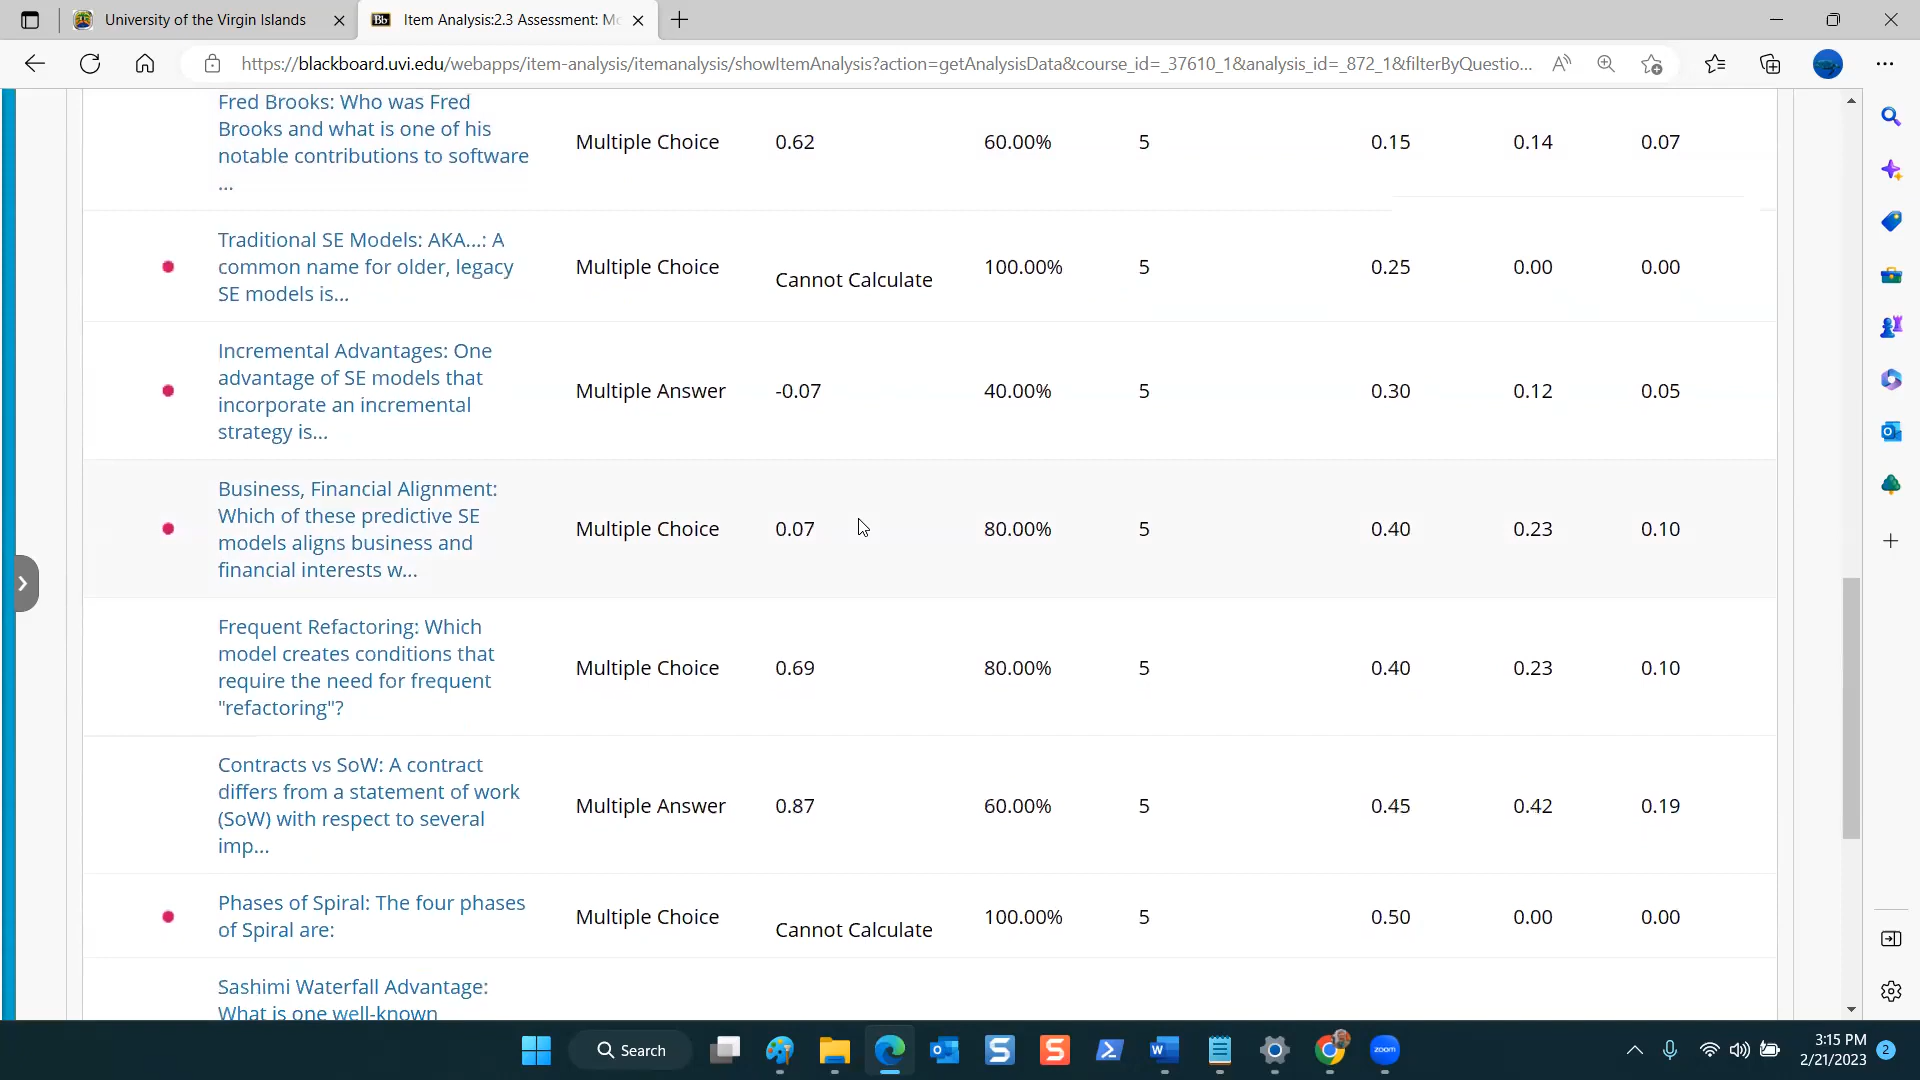 University of the Virgin Islands
Item Analysis:2.3 Assessment: Mo
https://blackboard.uvi.edu/webapps/item-analysis/itemanalysis/showItemAnalysis?action=getAnalysisData&course_id=_37610_1&analysis_id=_872_1&filterByQuestio...
Fred Brooks: Who was Fred
Brooks and what is one of his
notable contributions to software
...
Multiple Choice 0.62 60.00% 5 0.15 0.14 0.07
Traditional SE Models: AKA...: A
common name for older, legacy
SE models is...
Multiple Choice Cannot Calculate 100.00% 5 0.25 0.00 0.00
Incremental Advantages: One
advantage of SE models that
incorporate an incremental
strategy is...
Multiple Answer -0.07 40.00% 5 0.30 0.12 0.05
Business, Financial Alignment:
Which of these predictive SE
models aligns business and
financial interests w...
Multiple Choice 0.07 80.00% 5 0.40 0.23 0.10
Frequent Refactoring: Which
model creates conditions that
require the need for frequent
"refactoring"?
Multiple Choice 0.69 80.00% 5 0.40 0.23 0.10
Contracts vs SoW: A contract
differs from a statement of work
(SoW) with respect to several
imp...
Multiple Answer 0.87 60.00% 5 0.45 0.42 0.19
Phases of Spiral: The four phases
of Spiral are:
Multiple Choice Cannot Calculate 100.00% 5 0.50 0.00 0.00
Sashimi Waterfall Advantage:
What is one well-known
Search
zoom
3:15 PM
2/21/2023
2